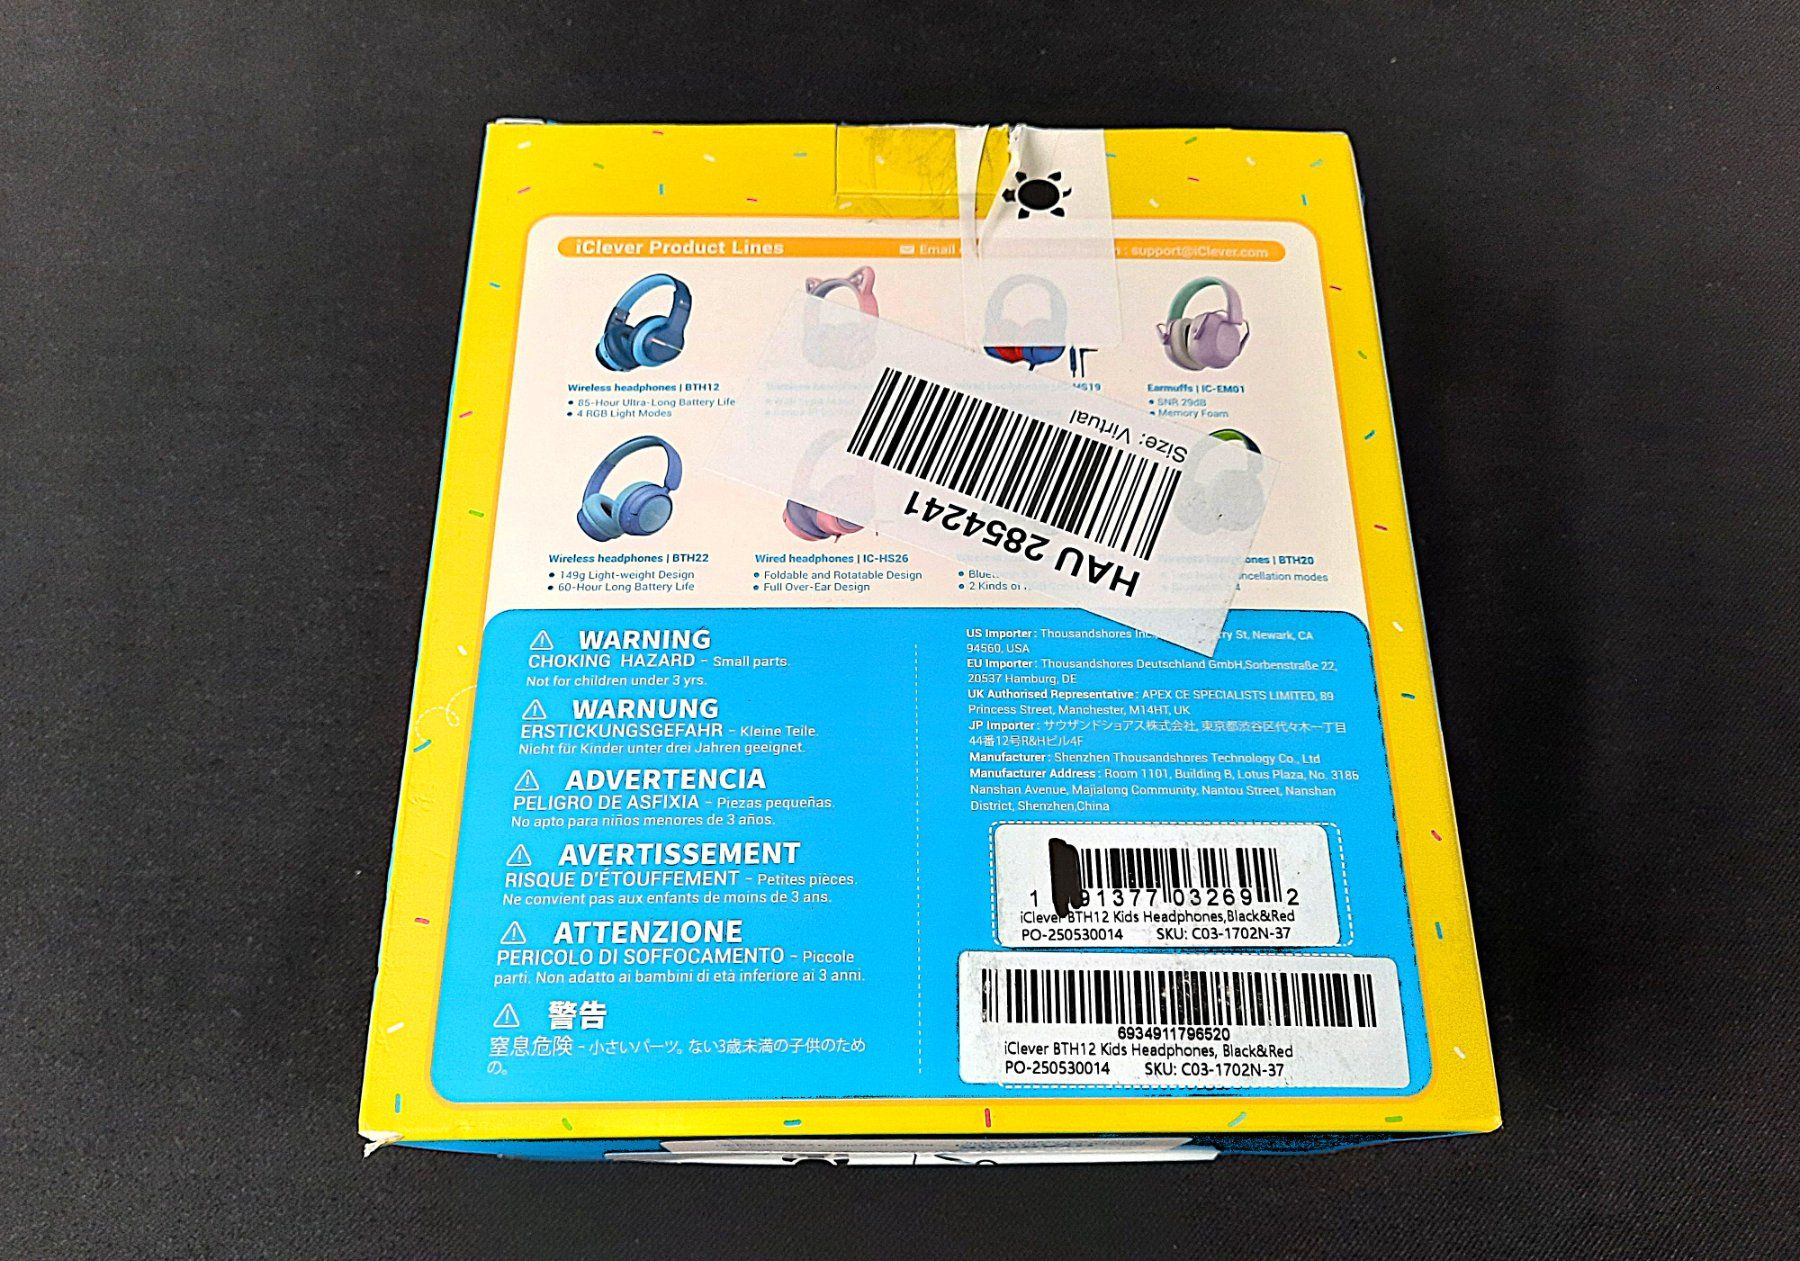 iClever Product Lines
Email : support@iClever.com
Wireless headphones | BTH12
• 85-Hour Ultra-Long Battery Life
• 4 RGB Light Modes
HS19
Earmuffs | IC-EM01
• SNR 29dB
• Memory Foam
Size: Virtual
HAU 2854241
Wireless headphones | BTH22
• 149g Light-weight Design
• 60-Hour Long Battery Life
Wired headphones | IC-HS26
• Foldable and Rotatable Design
• Full Over-Ear Design
• 2 Kinds
| BTH20
modes
WARNING
CHOKING HAZARD - Small parts.
Not for children under 3 yrs.
WARNUNG
ERSTICKUNGSGEFAHR - Kleine Teile.
Nicht für Kinder unter drei Jahren geeignet.
ADVERTENCIA
PELIGRO DE ASFIXIA - Piezas pequeñas.
No apto para niños menores de 3 años.
AVERTISSEMENT
RISQUE D'ÉTOUFFEMENT - Petites pièces.
Ne convient pas aux enfants de moins de 3 ans.
ATTENZIONE
PERICOLO DI SOFFOCAMENTO - Piccole
parti. Non adatto ai bambini di età inferiore ai 3 anni.
警告
窒息危険 - 小さいパーツ。ない3歳未満の子供のため
の。
US Importer: Thousandshores St, Newark, CA
94560, USA
EU Importer: Thousandshores Deutschland GmbH,Sorbenstraße 22,
20537 Hamburg, DE
UK Authorised Representative: APEX CE SPECIALISTS LIMITED, 89
Princess Street, Manchester, M14HT, UK
JP Importer: サウザンドショアス株式会社, 東京都渋谷区代々木一丁目
44番12号R&Hビル4F
Manufacturer: Shenzhen Thousandshores Technology Co., Ltd
Manufacturer Address: Room 1101, Building B, Lotus Plaza, No. 3186
Nanshan Avenue, Majialong Community, Nantou Street, Nanshan
District, Shenzhen,China
1 91377 03269 2
iClever BTH12 Kids Headphones,Black&Red
PO-250530014 SKU: C03-1702N-37
6934911796520
iClever BTH12 Kids Headphones, Black&Red
PO-250530014 SKU: C03-1702N-37